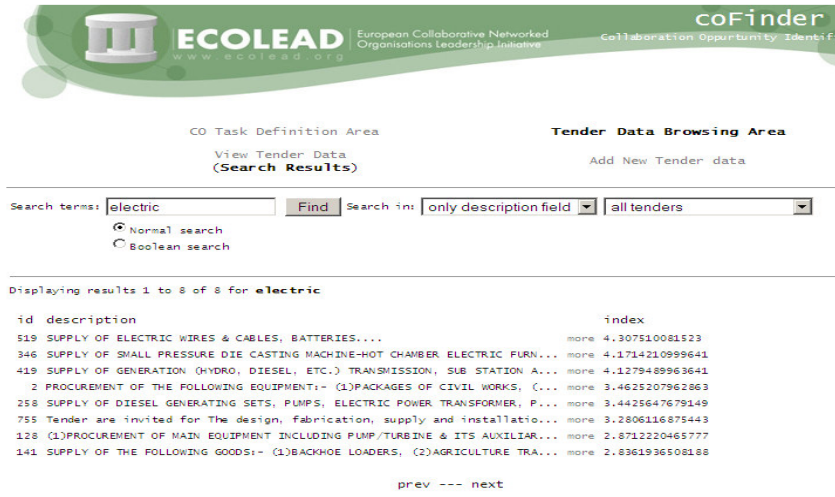 coFinder
ECOLEAD European Collaborative Networked
Organisations Leadership Initiative
www.ecolead.org
CO Task Definition Area Tender Data Browsing Area
View Tender Data
(Search Results) Add New Tender data
Search terms: electric Find Search in: only description field all tenders
Normal search
Boolean search
Displaying results 1 to 8 of 8 for electric
id description index
519 SUPPLY OF ELECTRIC WIRES & CABLES, BATTERIES.... more 4.307510081523
346 SUPPLY OF SMALL PRESSURE DIE CASTING MACHINE-HOT CHAMBER ELECTRIC FURN... more 4.1714210999641
419 SUPPLY OF GENERATION (HYDRO, DIESEL, ETC.) TRANSMISSION, SUB STATION A... more 4.1279489963641
2 PROCUREMENT OF THE FOLLOWING EQUIPMENT:- (1)PACKAGES OF CIVIL WORKS, (... more 3.4625207962863
258 SUPPLY OF DIESEL GENERATING SETS, PUMPS, ELECTRIC POWER TRANSFORMER, P... more 3.4425647679149
755 Tender are invited for The design, fabrication, supply and installatio... more 3.2806116875443
128 (1)PROCUREMENT OF MAIN EQUIPMENT INCLUDING PUMP/TURBINE & ITS AUXILIAR... more 2.8712220465777
141 SUPPLY OF THE FOLLOWING GOODS:- (1)BACKHOE LOADERS, (2)AGRICULTURE TRA... more 2.8361936508188
prev --- next